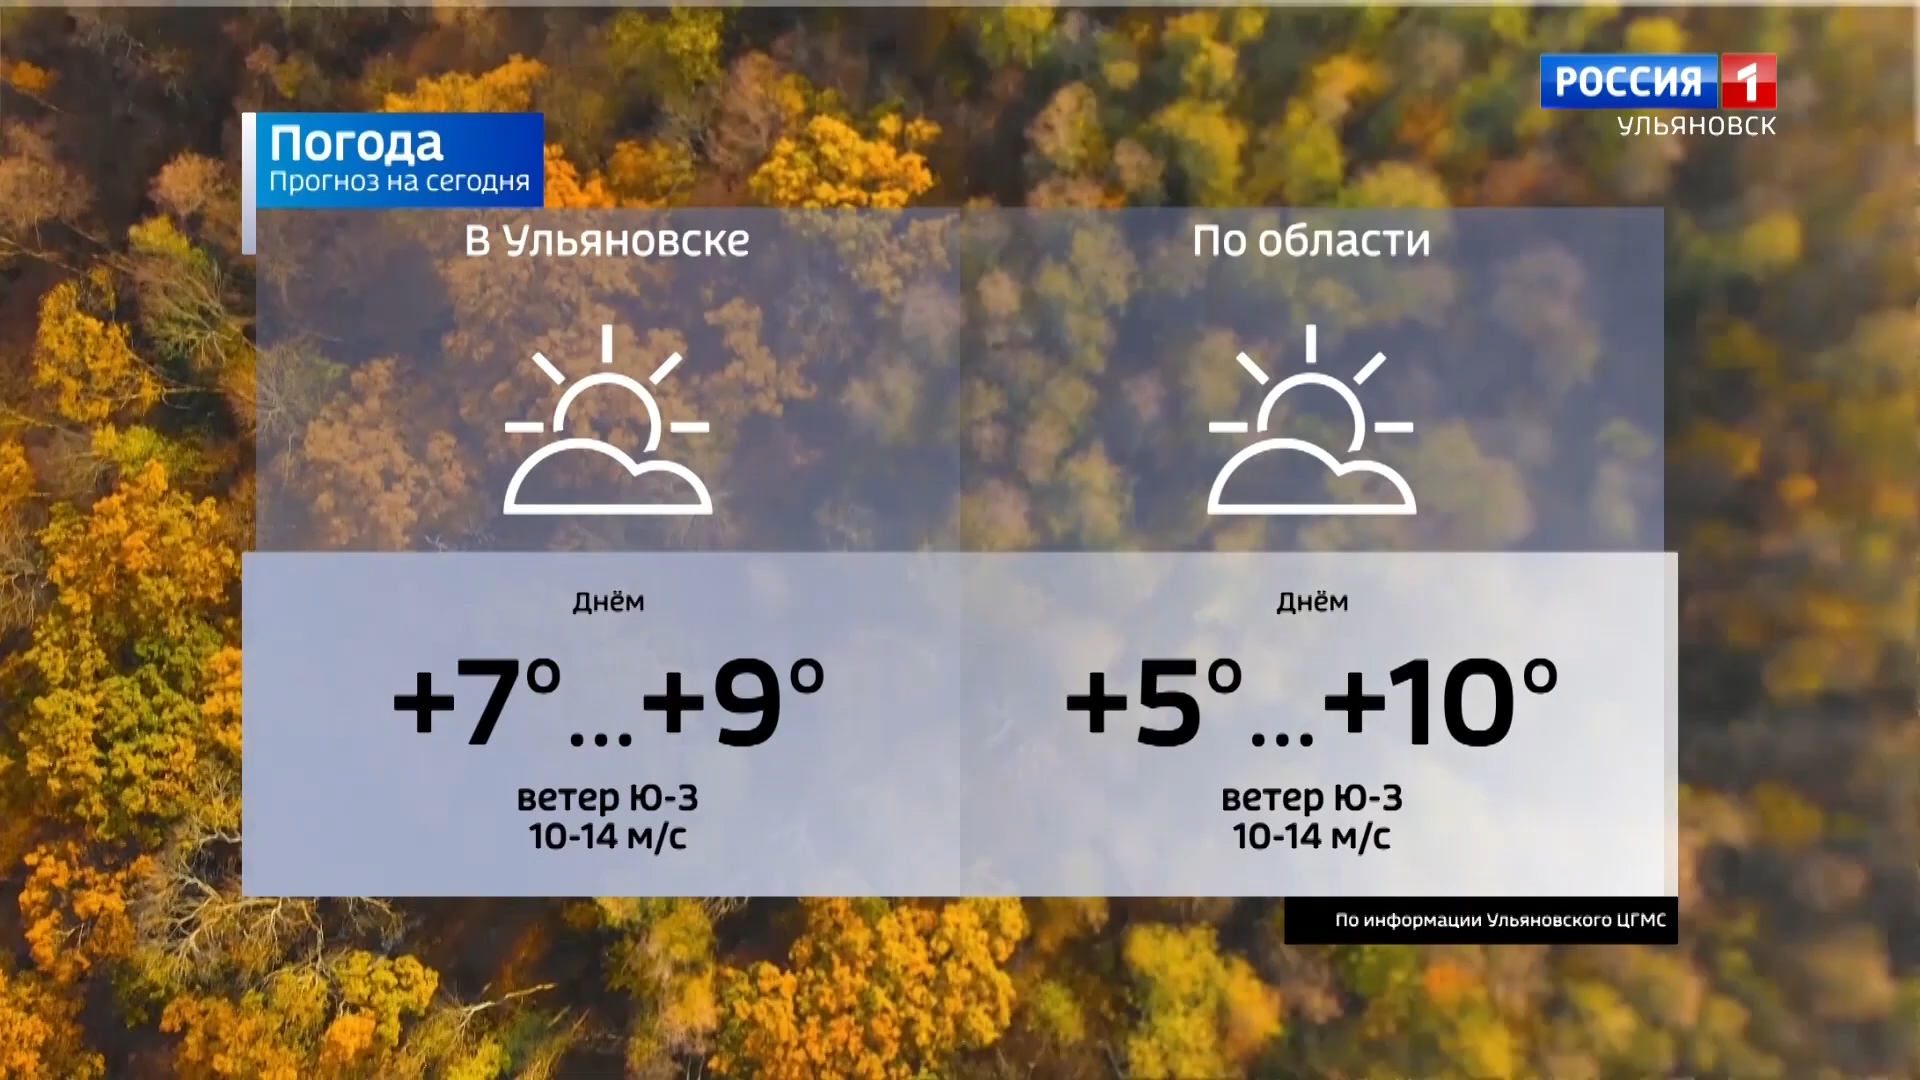 РОССИЯ 1
УЛЬЯНОВСК
Погода
Прогноз на сегодня
В Ульяновске
Днём
+7°...+9°
ветер Ю-З
10-14 м/с
По области
Днём
+5°...+10°
ветер Ю-З
10-14 м/с
По информации Ульяновского ЦГМС